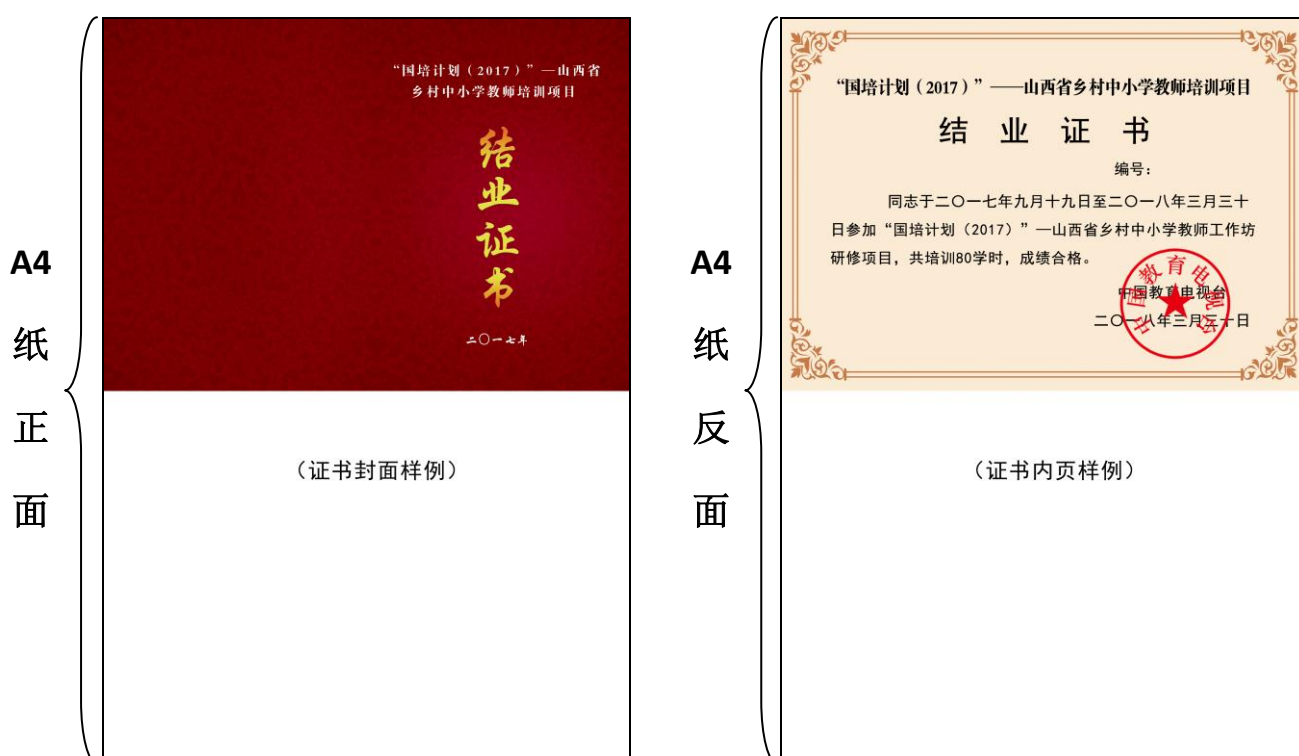 A4
纸
正
面
“国培计划（2017）”—山西省
乡村中小学教师培训项目
结
业
证
书
二〇一七年
（证书封面样例）
A4
纸
反
面
“国培计划（2017）”——山西省乡村中小学教师培训项目
结 业 证 书
编号：
同志于二〇一七年九月十九日至二〇一八年三月三十
日参加“国培计划（2017）”—山西省乡村中小学教师工作坊
研修项目，共培训80学时，成绩合格。
中国教育电视台
二〇一八年三月三十日
中国教育电视台
（证书内页样例）